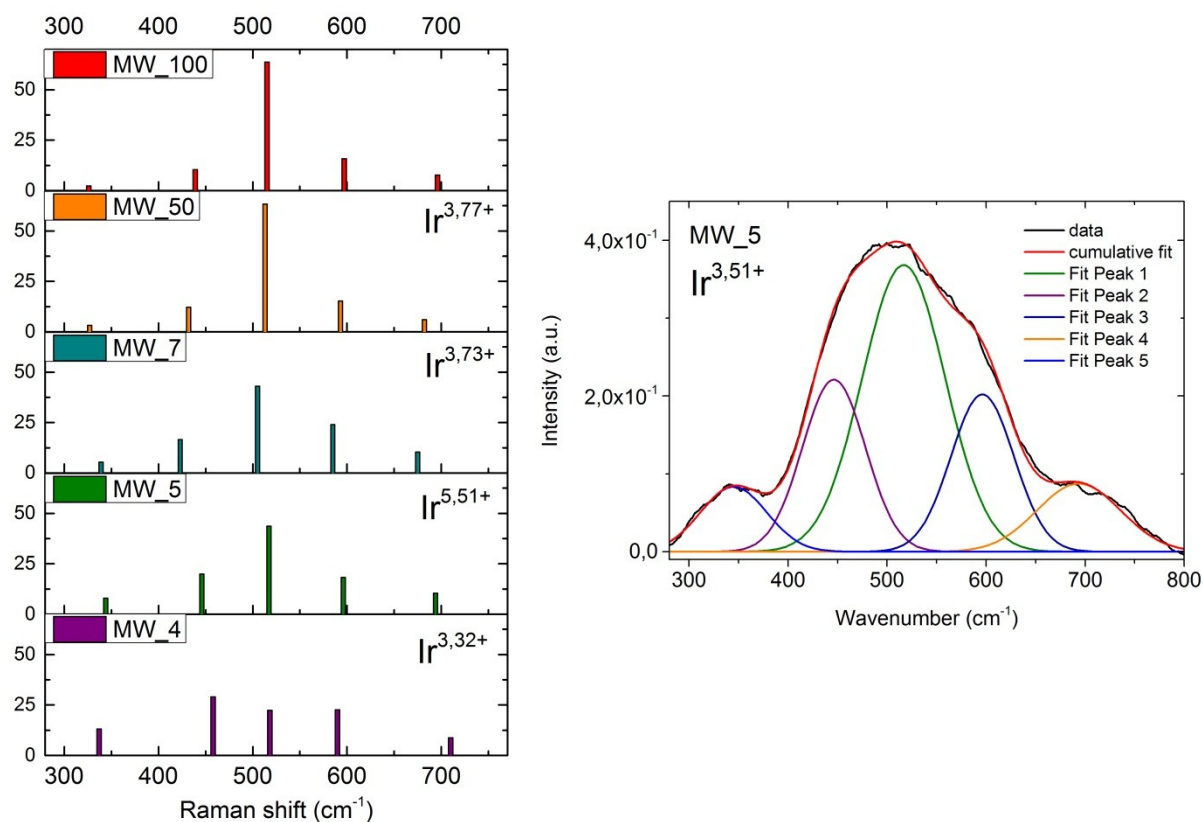 300 400 500 600 700
MW_100
50
25
0
MW_50
Ir3,77+
50
25
0
MW_7
Ir3,73+
50
25
0
MW_5
Ir5,51+
50
25
0
MW_4
Ir3,32+
50
25
0
300 400 500 600 700
Raman shift (cm-1)
Intensity (a.u.)
4,0x10-1
2,0x10-1
0,0
MW_5
Ir3,51+
data
cumulative fit
Fit Peak 1
Fit Peak 2
Fit Peak 3
Fit Peak 4
Fit Peak 5
300 400 500 600 700 800
Wavenumber (cm-1)